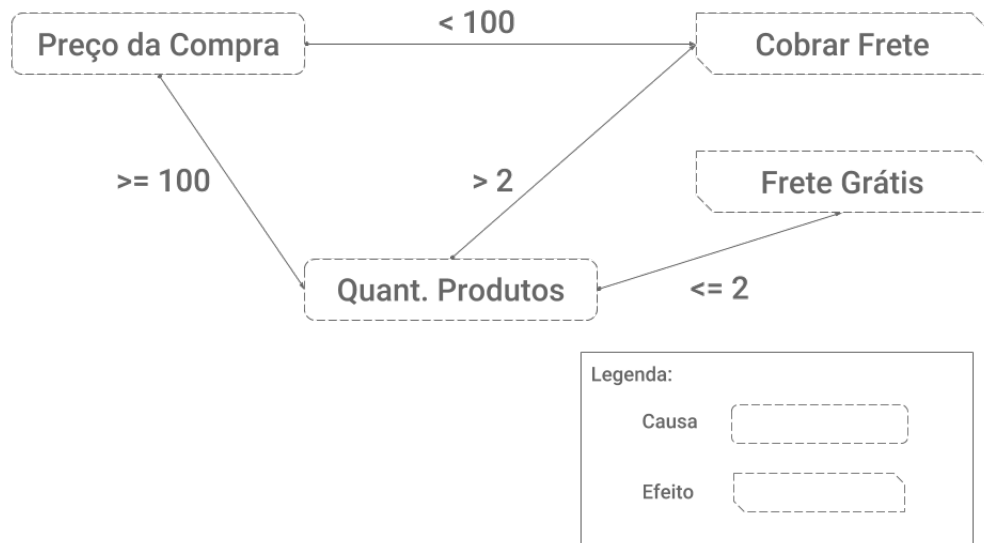 < 100
Preço da Compra
Cobrar Frete
>= 100
> 2
Frete Grátis
Quant. Produtos
<= 2
Legenda:
Causa
Efeito